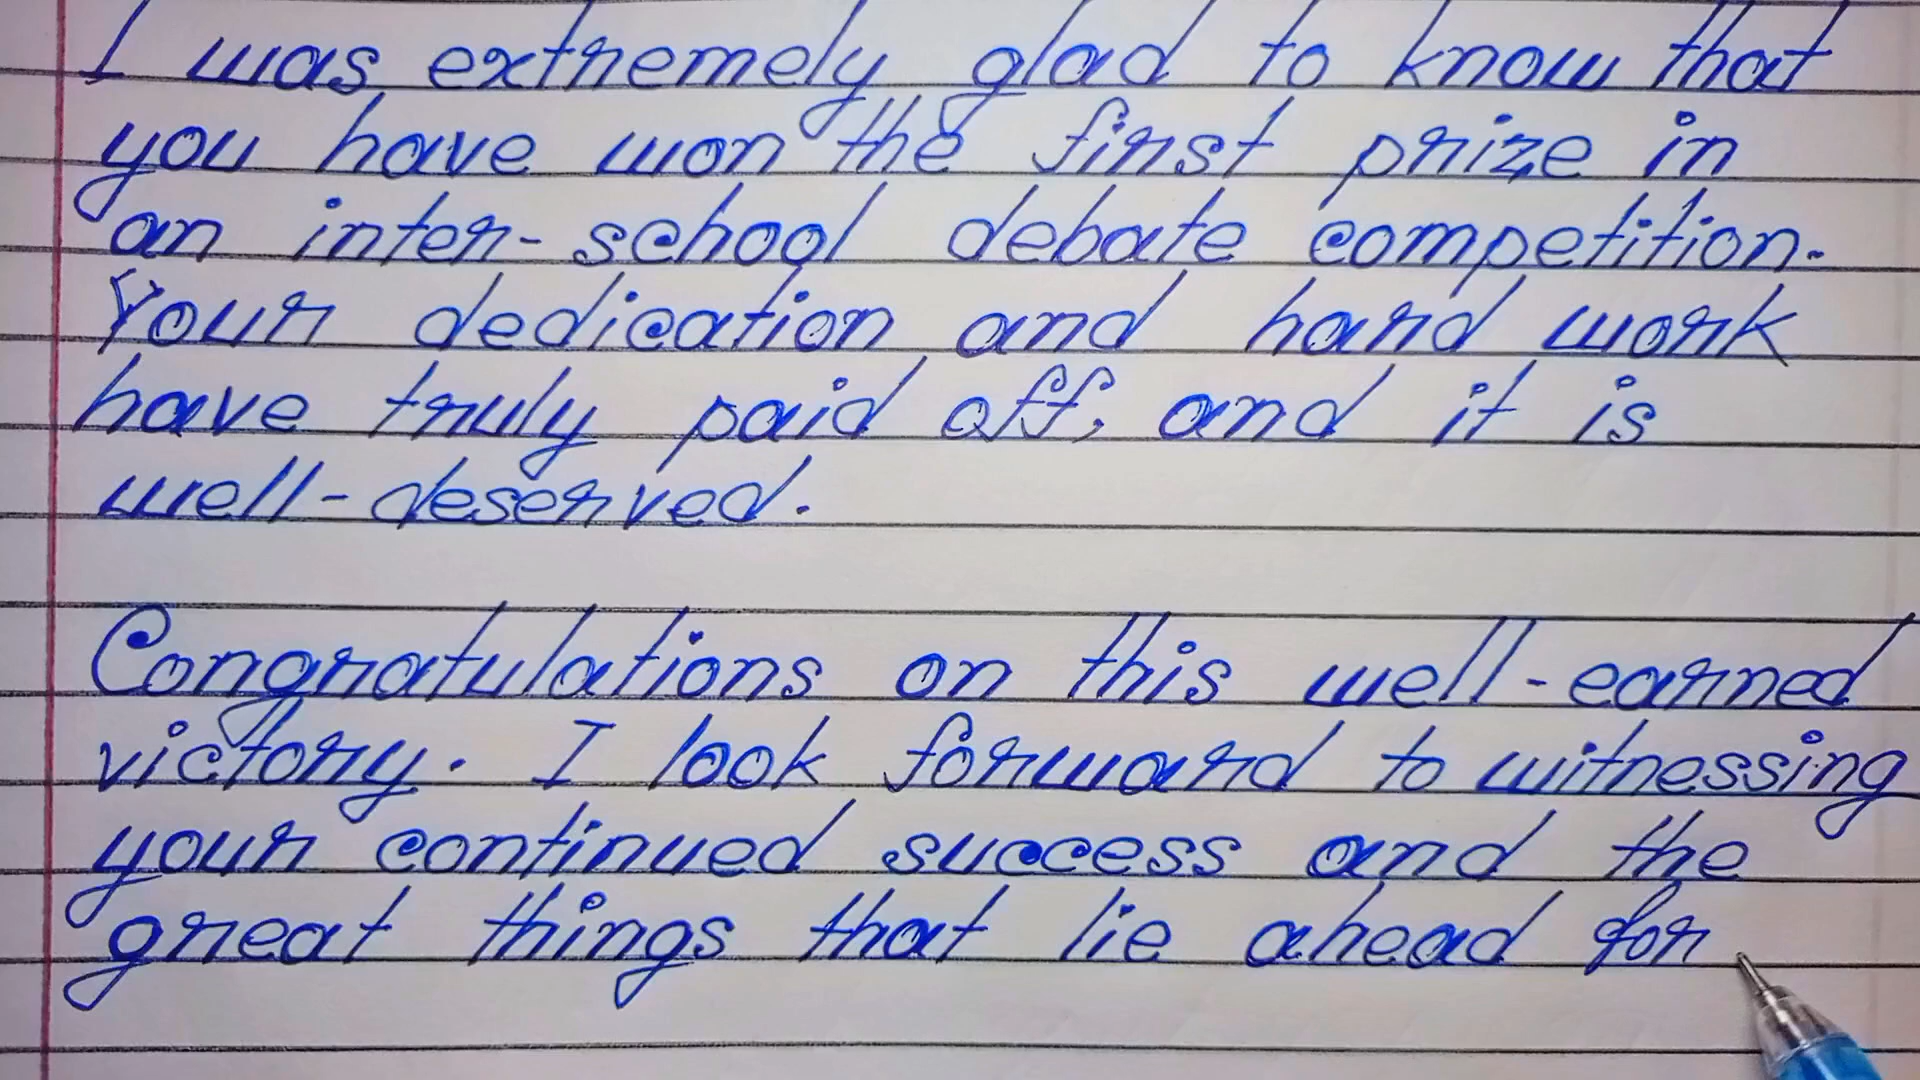 I was extremely glad to know that
you have won the first prize in
an inter-school debate competition.
Your dedication and hard work
have truly paid off, and it is
well-deserved.
Congratulations on this well-earned
victory. I look forward to witnessing
your continued success and the
great things that lie ahead for